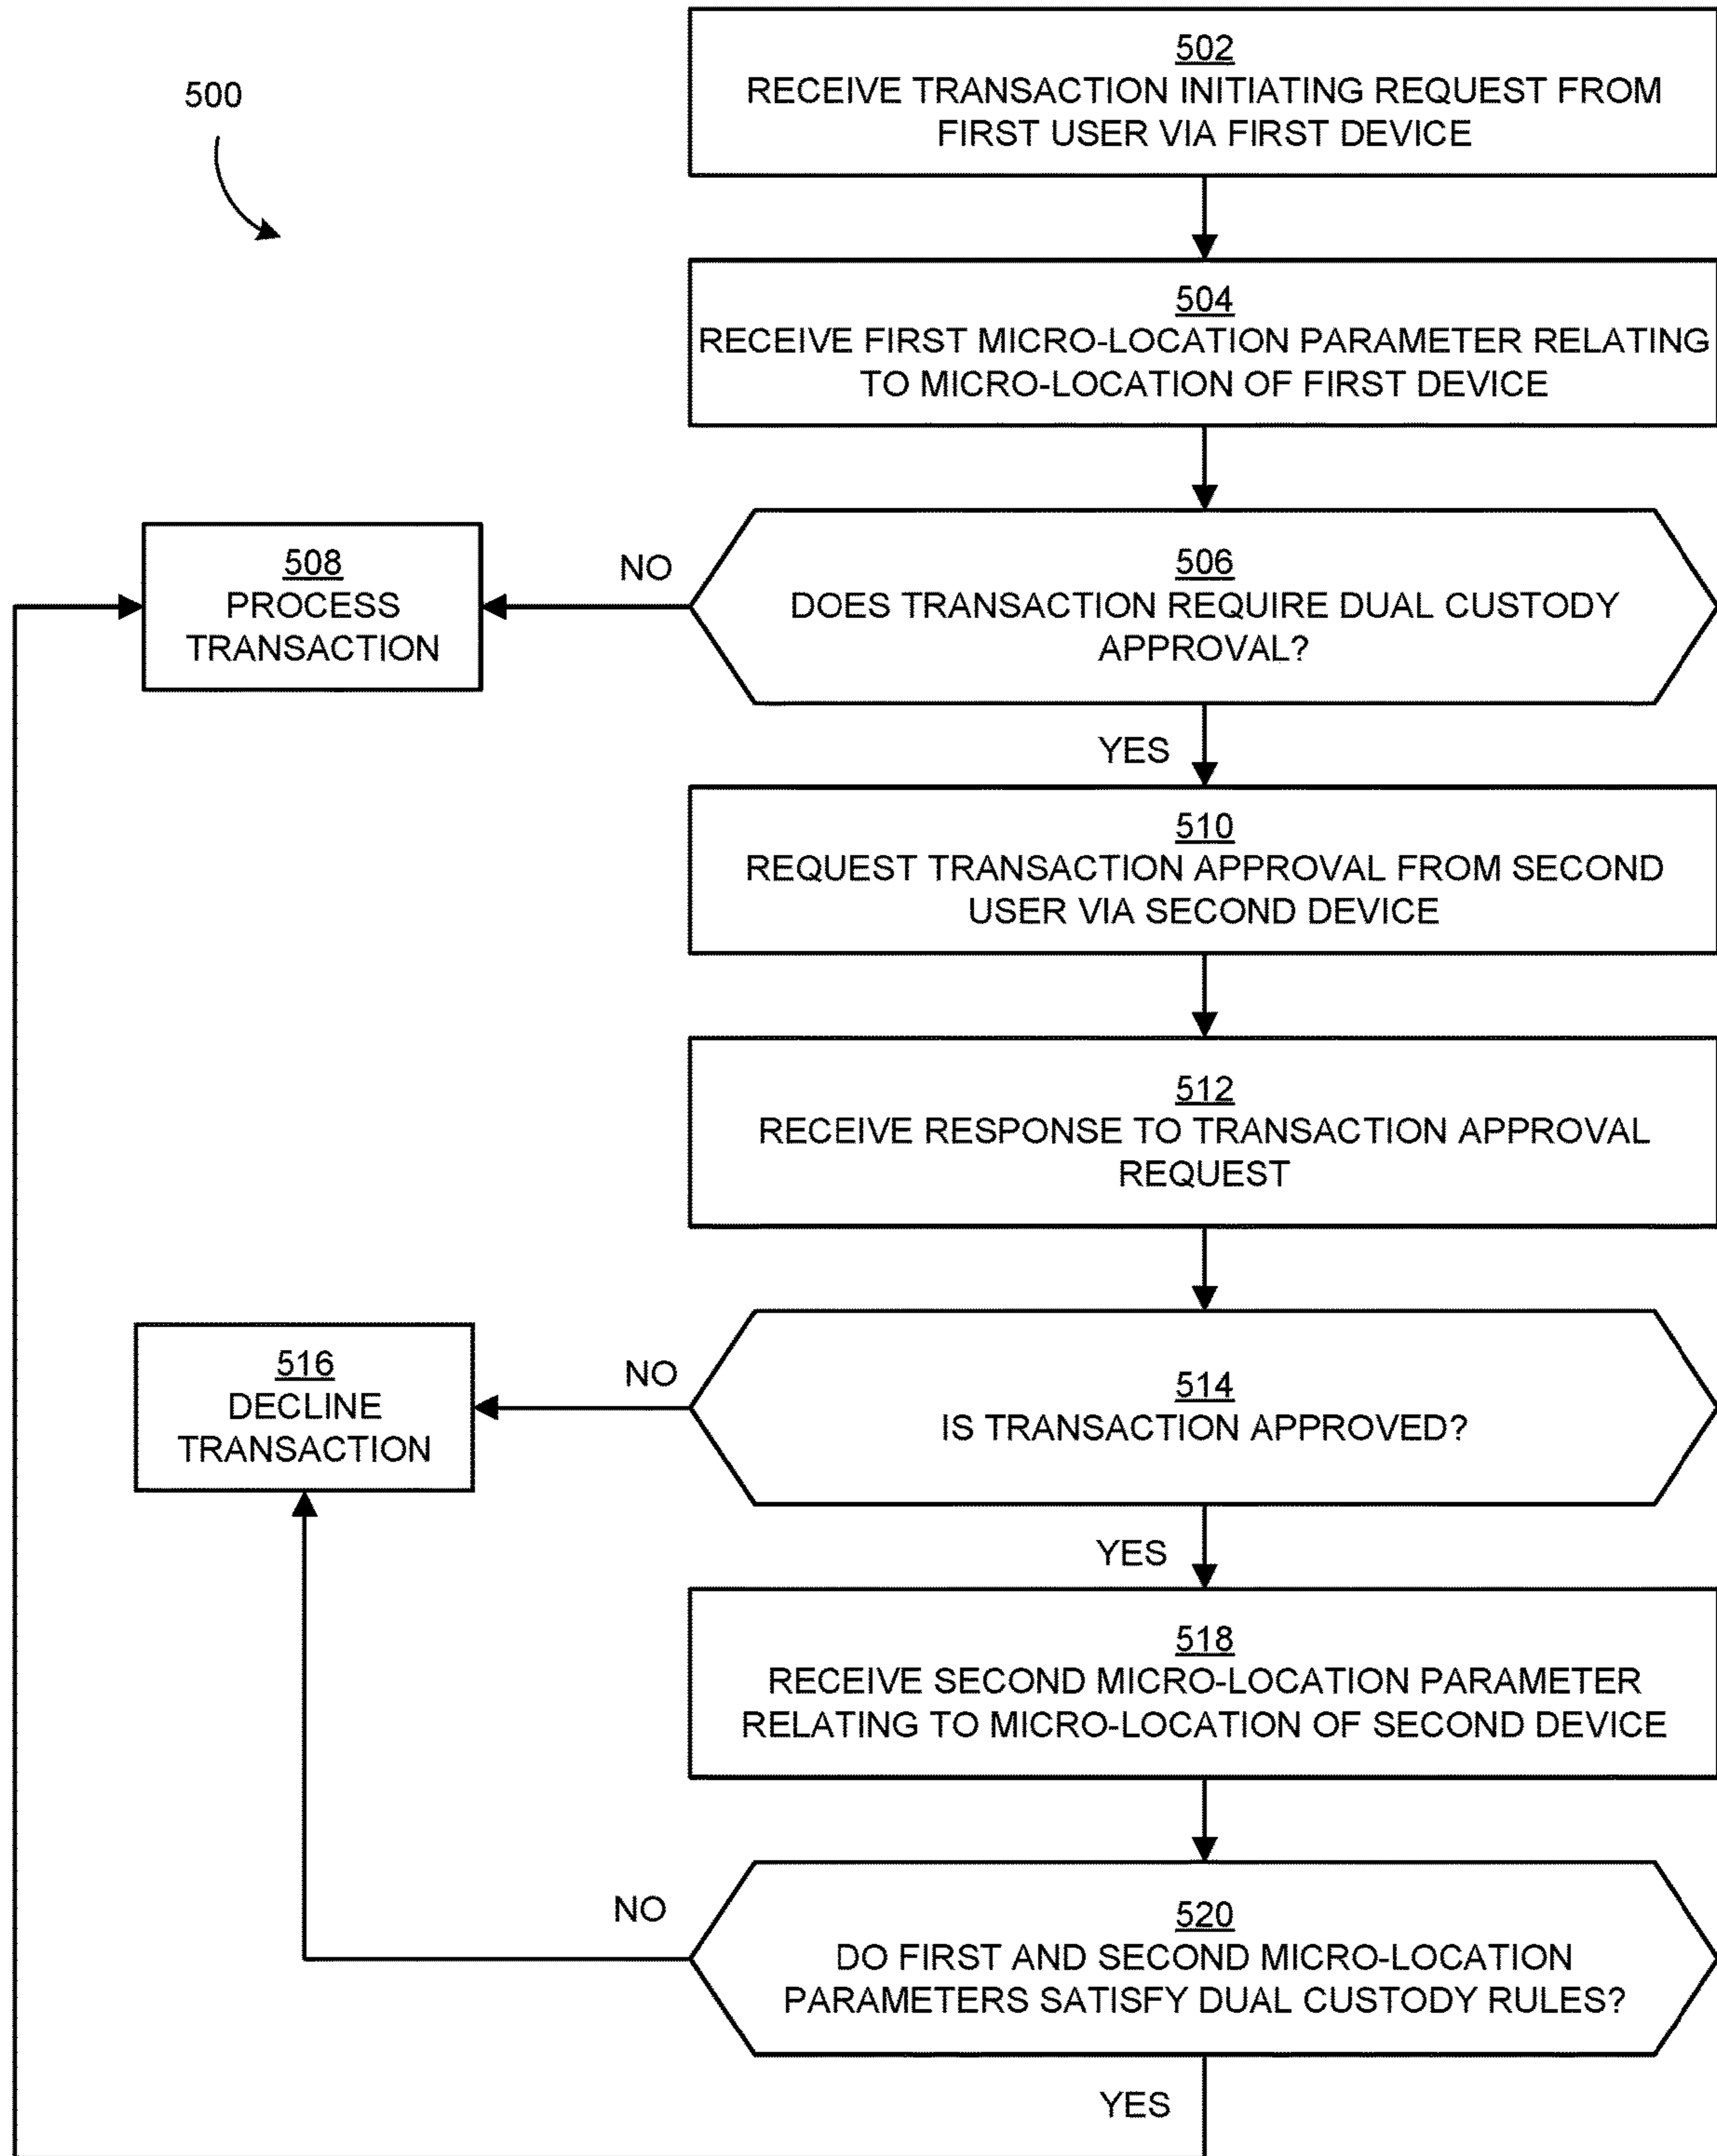 500
502
RECEIVE TRANSACTION INITIATING REQUEST FROM
FIRST USER VIA FIRST DEVICE
504
RECEIVE FIRST MICRO-LOCATION PARAMETER RELATING
TO MICRO-LOCATION OF FIRST DEVICE
506
DOES TRANSACTION REQUIRE DUAL CUSTODY
APPROVAL?
NO
508
PROCESS
TRANSACTION
YES
510
REQUEST TRANSACTION APPROVAL FROM SECOND
USER VIA SECOND DEVICE
512
RECEIVE RESPONSE TO TRANSACTION APPROVAL
REQUEST
514
IS TRANSACTION APPROVED?
NO
516
DECLINE
TRANSACTION
YES
518
RECEIVE SECOND MICRO-LOCATION PARAMETER
RELATING TO MICRO-LOCATION OF SECOND DEVICE
520
DO FIRST AND SECOND MICRO-LOCATION
PARAMETERS SATISFY DUAL CUSTODY RULES?
NO
YES